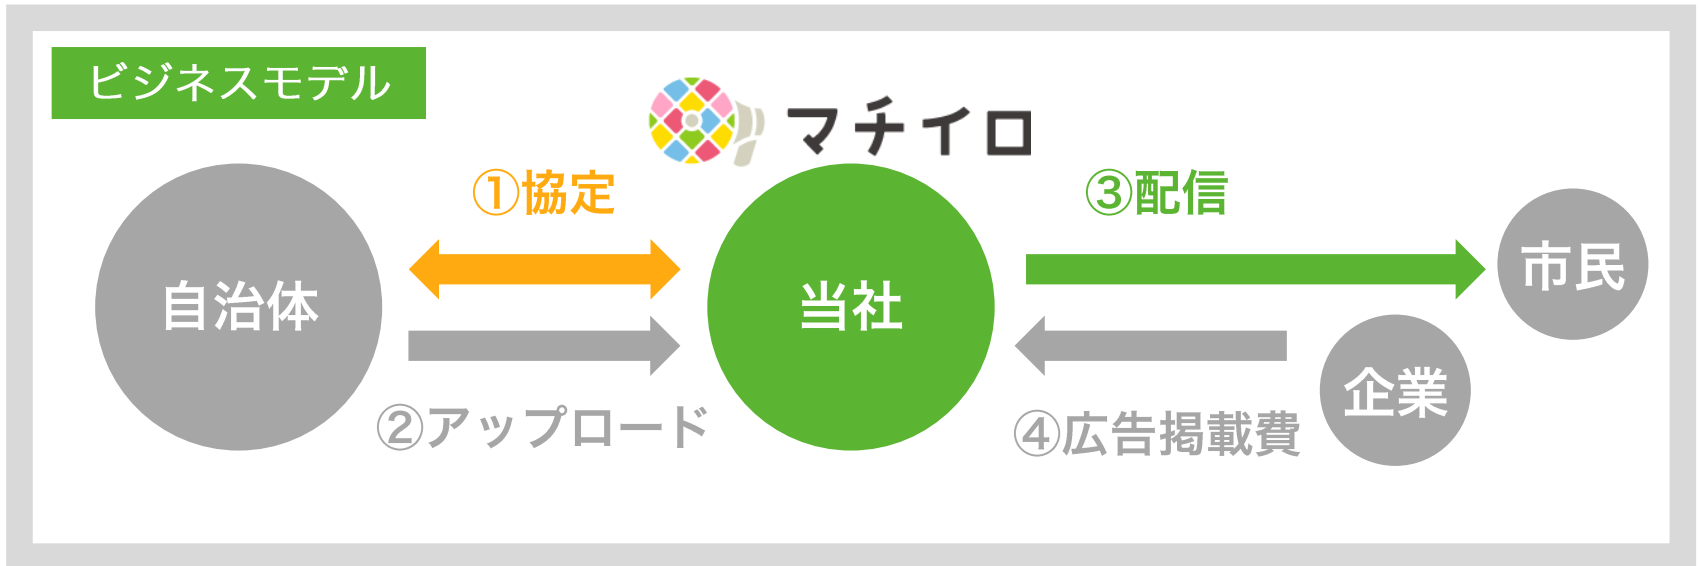 ビジネスモデル
マチイロ
①協定
③配信
自治体
当社
市民
②アップロード
④広告掲載費
企業